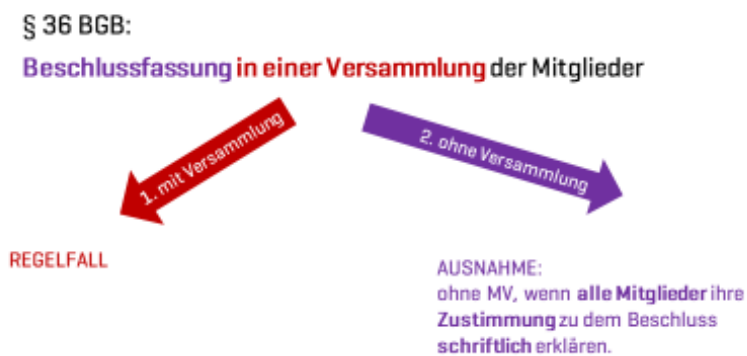 § 36 BGB:
Beschlussfassung in einer Versammlung der Mitglieder
1. mit Versammlung
2. ohne Versammlung
REGELFALL
AUSNAHME:
ohne MV, wenn alle Mitglieder ihre
Zustimmung zu dem Beschluss
schriftlich erklären.